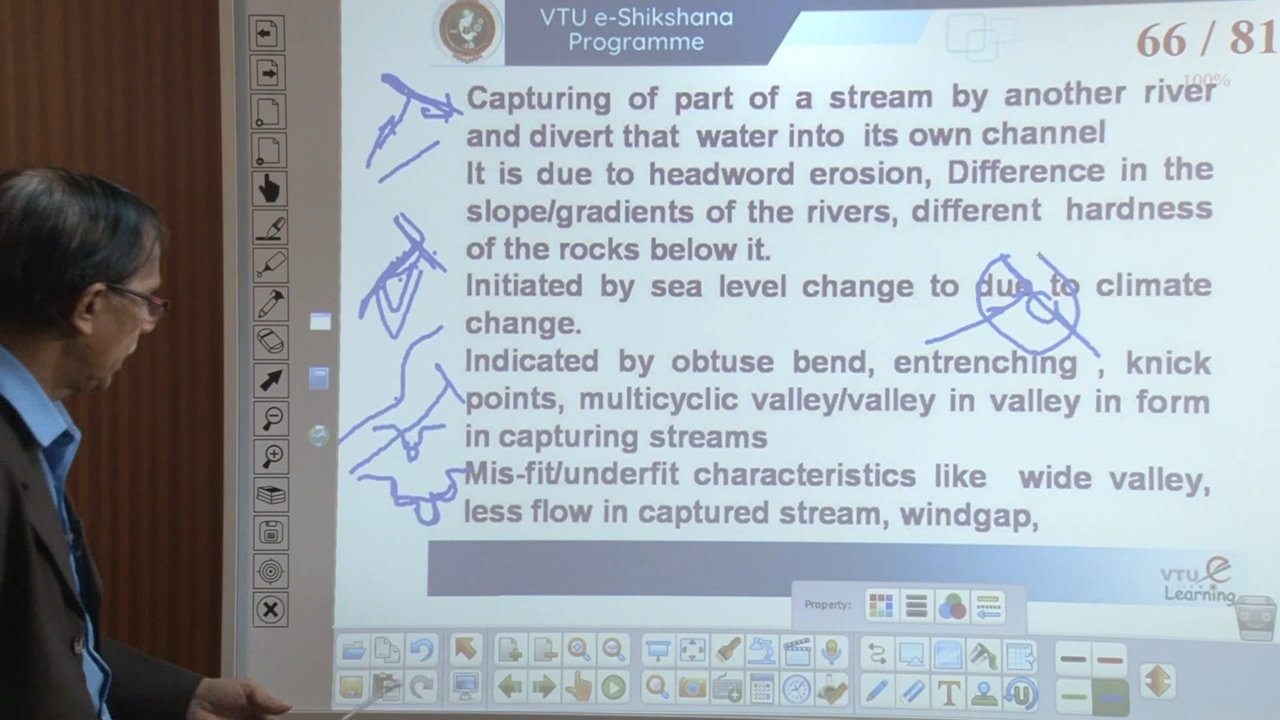 VTU e-Shikshana
Programme
66 / 81
100%
Capturing of part of a stream by another river
and divert that water into its own channel
It is due to headword erosion, Difference in the
slope/gradients of the rivers, different hardness
of the rocks below it.
Initiated by sea level change to due to climate
change.
Indicated by obtuse bend, entrenching , knick
points, multicyclic valley/valley in valley in form
in capturing streams
Mis-fit/underfit characteristics like wide valley,
less flow in captured stream, windgap,
VTU e
Learning
Property: